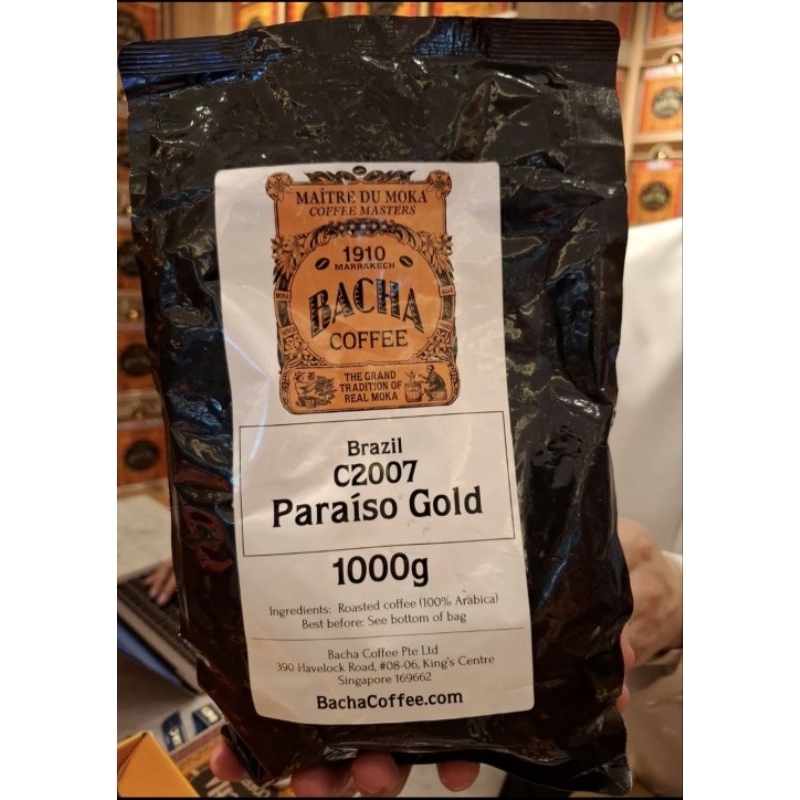 MAÎTRE DU MOKA
COFFEE MASTERS
1910
MARRAKECH
BACHA
COFFEE
THE GRAND
TRADITION OF
REAL MOKA
Brazil
C2007
Paraíso Gold
1000g
Ingredients: Roasted coffee (100% Arabica)
Best before: See bottom of bag
Bacha Coffee Pte Ltd
390 Havelock Road, #08-06, King's Centre
Singapore 169662
BachaCoffee.com